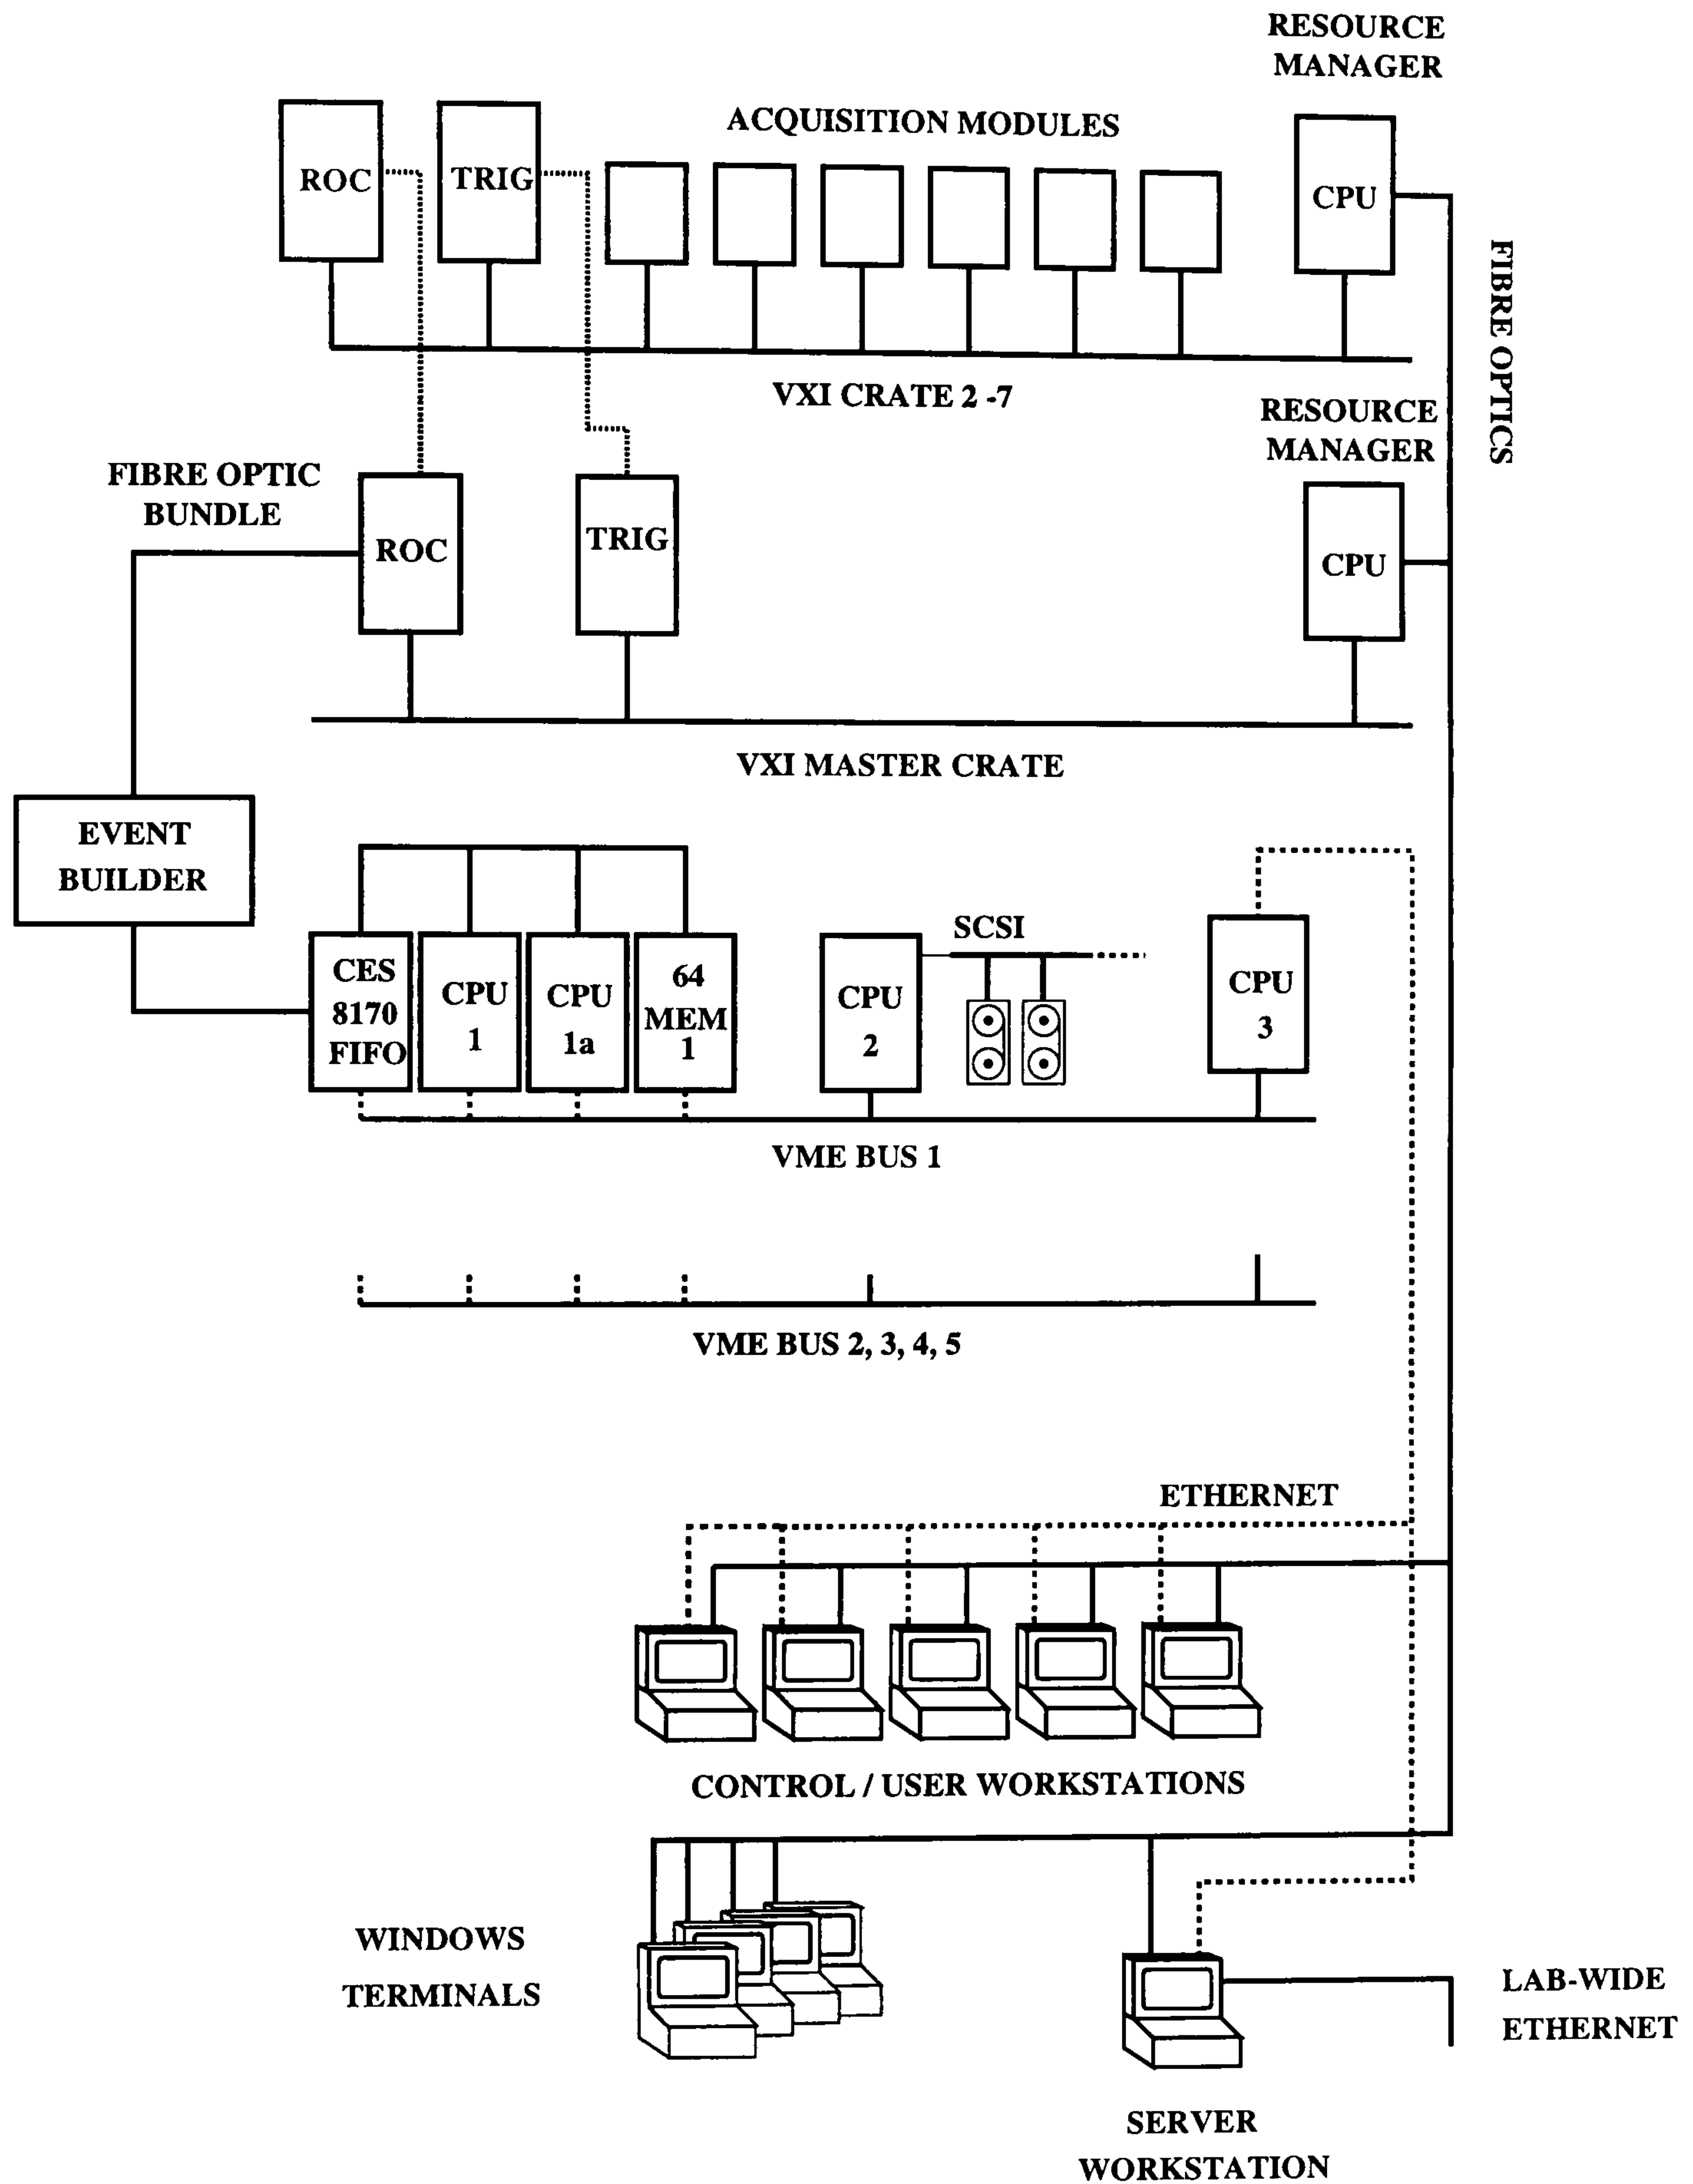 RESOURCE
MANAGER
ACQUISITION MODULES
ROC
TRIG
CPU
FIBRE OPTICS
VXI CRATE 2 -7
RESOURCE
MANAGER
FIBRE OPTIC
BUNDLE
ROC
TRIG
CPU
VXI MASTER CRATE
EVENT
BUILDER
CES
8170
FIFO
CPU
1
CPU
1a
64
MEM
1
CPU
2
SCSI
CPU
3
VME BUS 1
VME BUS 2, 3, 4, 5
ETHERNET
CONTROL / USER WORKSTATIONS
WINDOWS
TERMINALS
LAB-WIDE
ETHERNET
SERVER
WORKSTATION